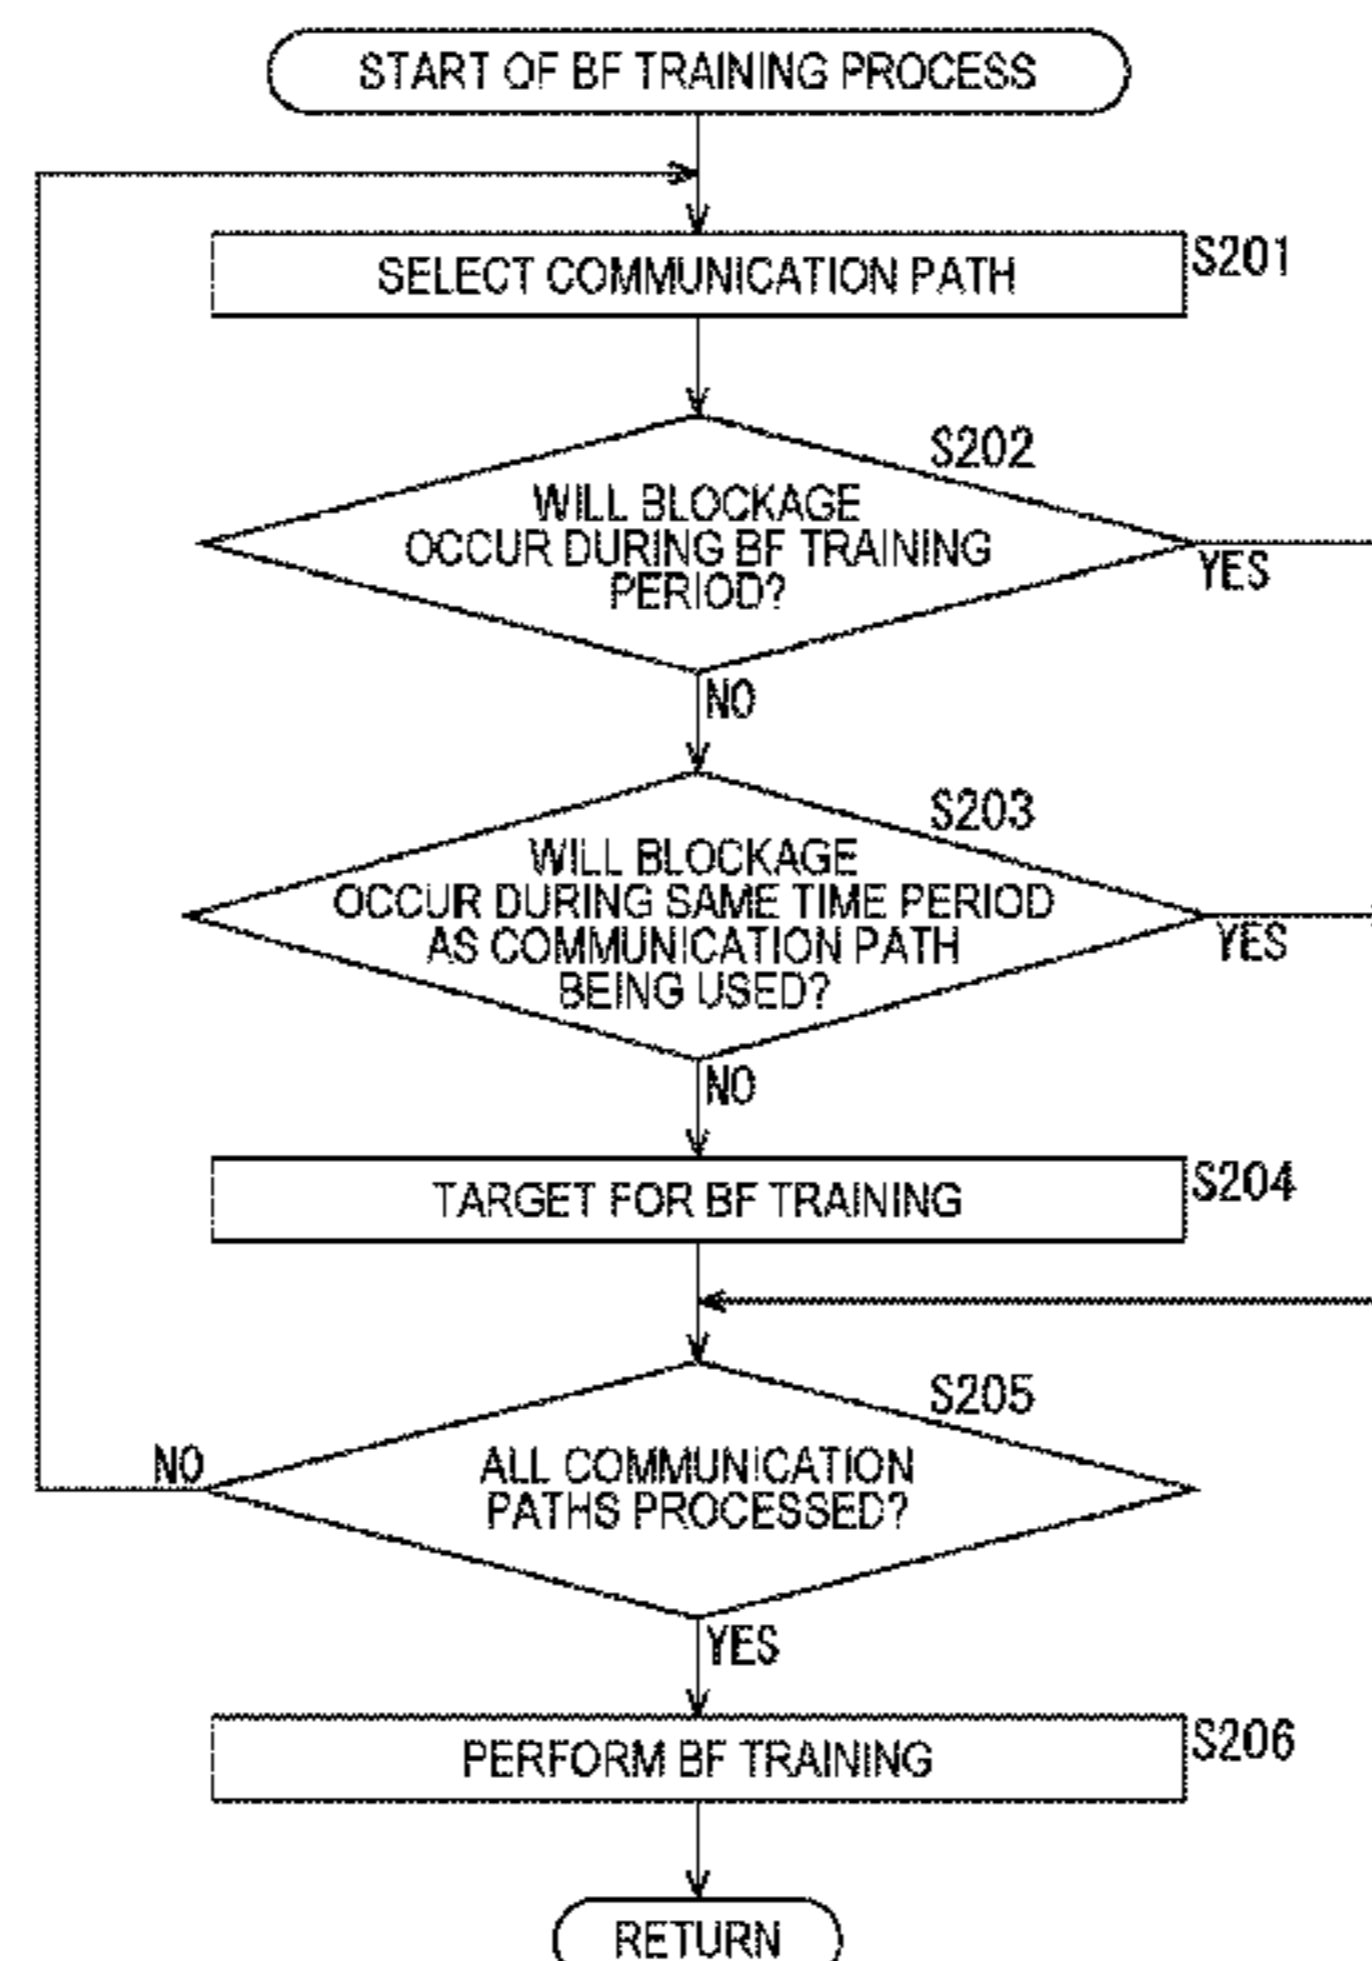 START OF BF TRAINING PROCESS
SELECT COMMUNICATION PATH
S201
S202
WILL BLOCKAGE
OCCUR DURING BF TRAINING
PERIOD?
YES
NO
S203
WILL BLOCKAGE
OCCUR DURING SAME TIME PERIOD
AS COMMUNICATION PATH
BEING USED?
YES
NO
TARGET FOR BF TRAINING
S204
S205
ALL COMMUNICATION
PATHS PROCESSED?
NO
YES
PERFORM BF TRAINING
S206
RETURN